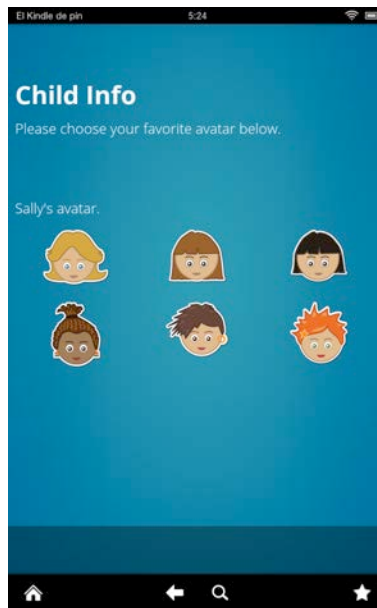 El Kindle de pin 5:24
Child Info
Please choose your favorite avatar below.
Sally's avatar.